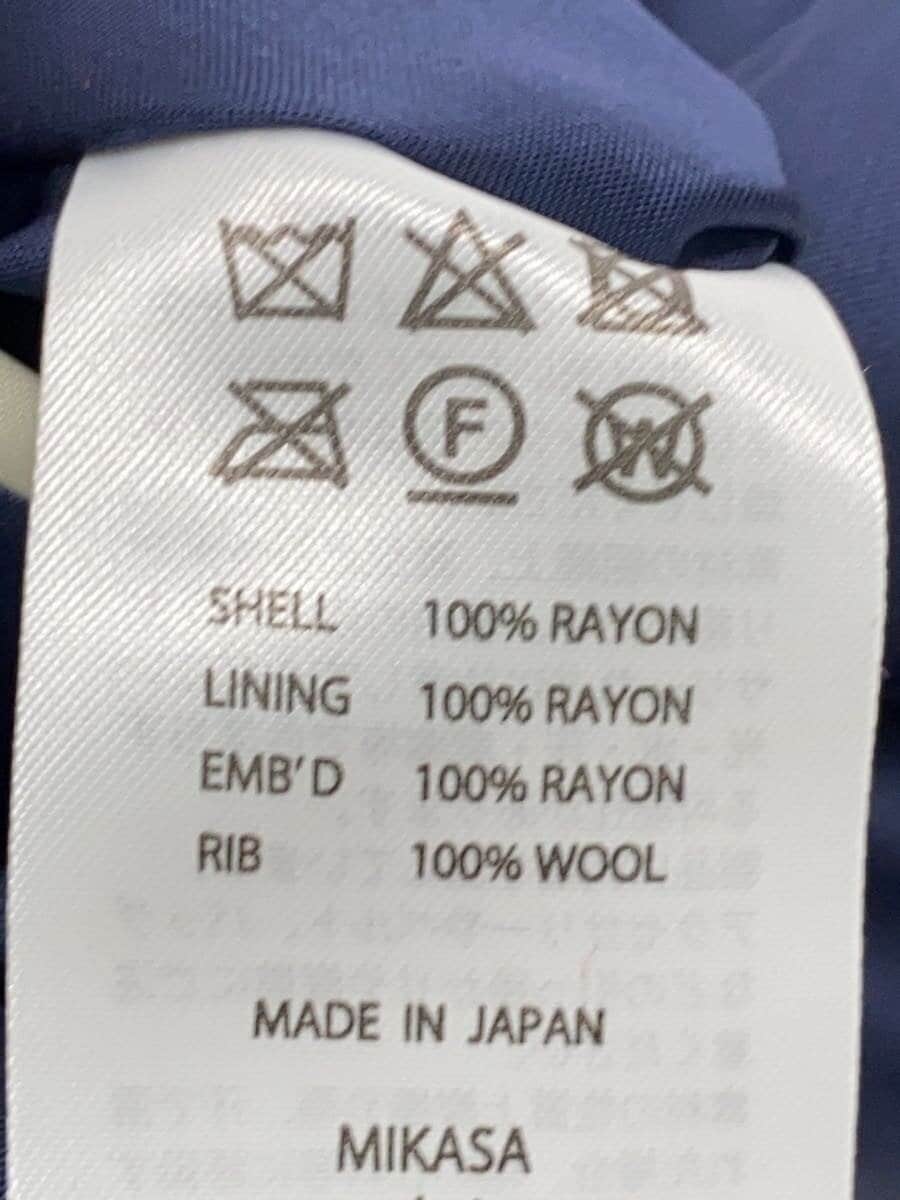 F W
SHELL 100% RAYON
LINING 100% RAYON
EMB'D 100% RAYON
RIB 100% WOOL
MADE IN JAPAN
MIKASA